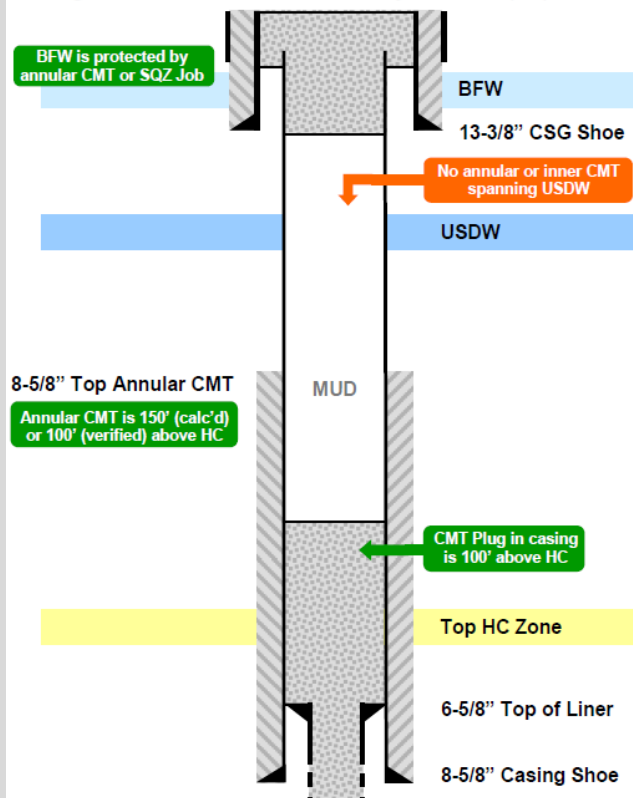 BFW is protected by
annular CMT or SQZ Job
BFW
13-3/8” CSG Shoe
No annular or inner CMT
spanning USDW
USDW
8-5/8” Top Annular CMT
MUD
Annular CMT is 150’ (calc’d)
or 100’ (verified) above HC
CMT Plug in casing
is 100’ above HC
Top HC Zone
6-5/8” Top of Liner
8-5/8” Casing Shoe